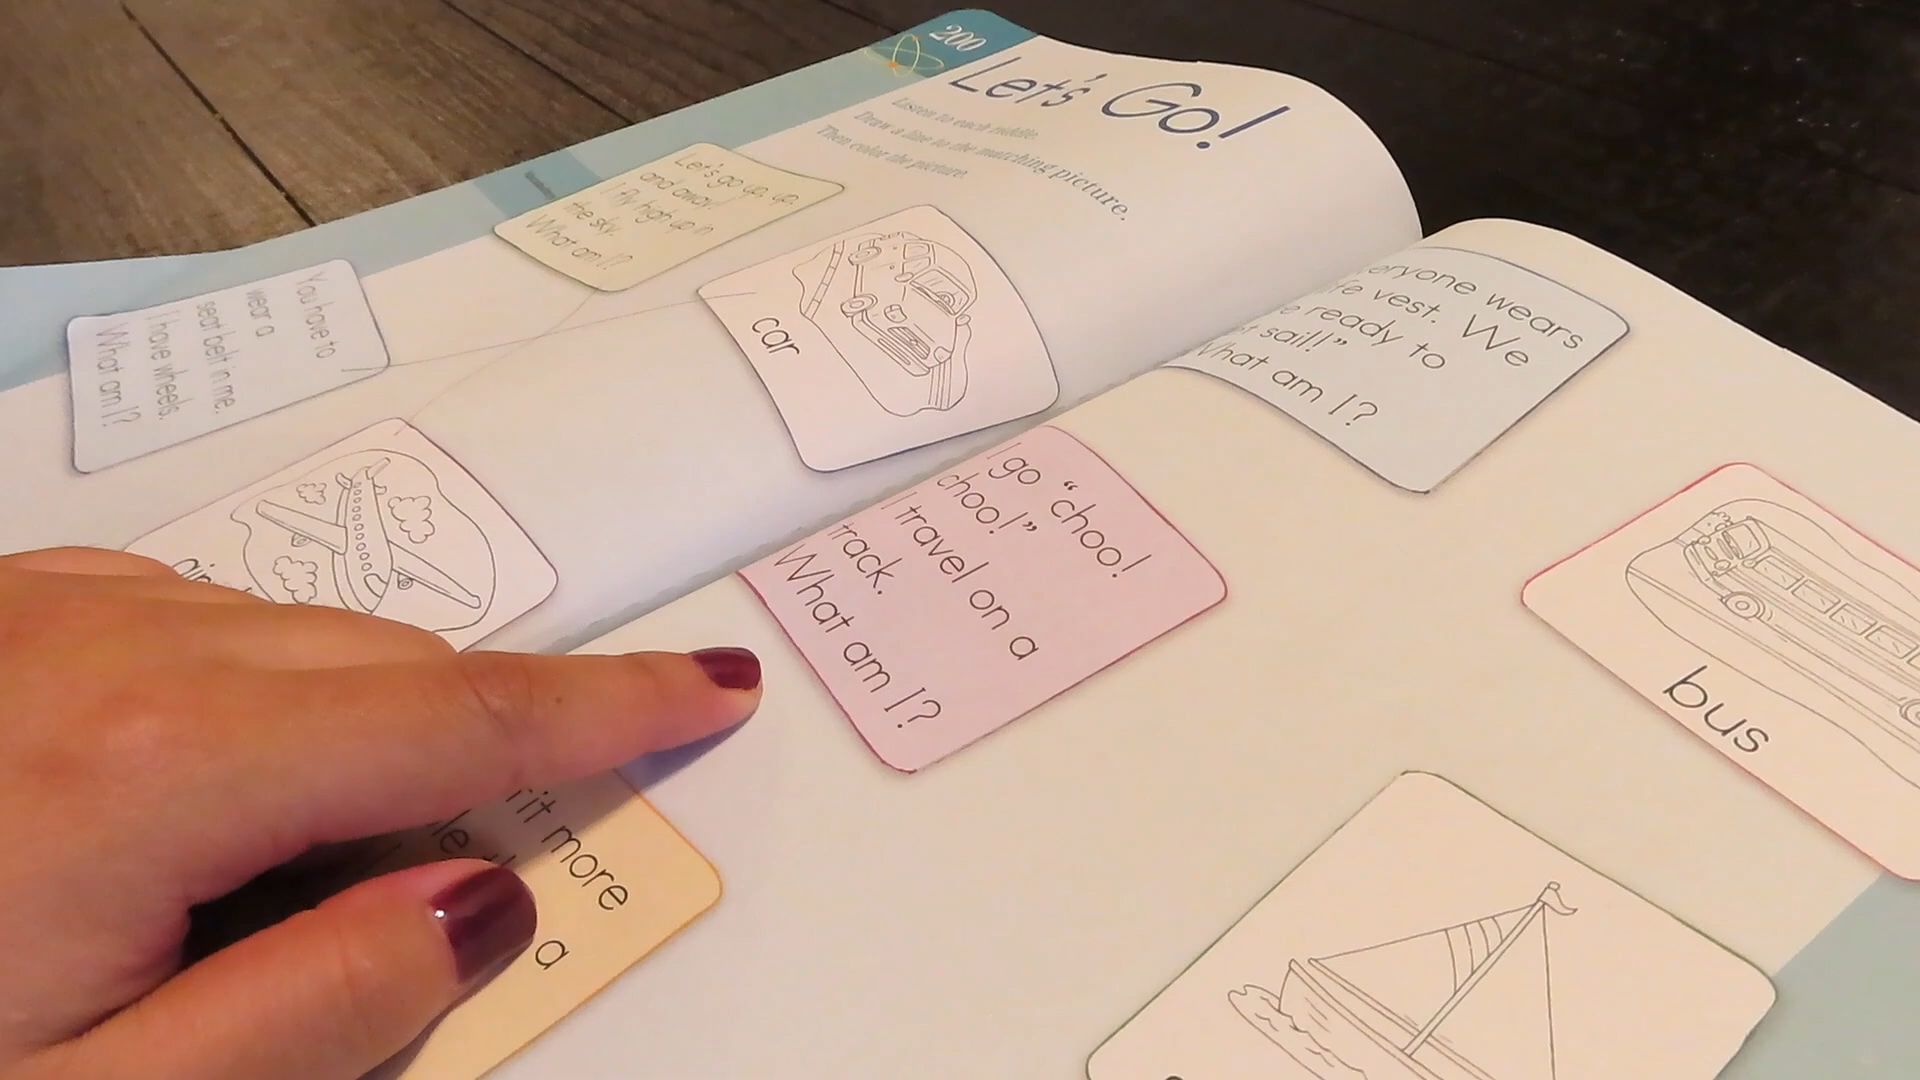 200
Let's Go!
Listen to each riddle.
Draw a line to the matching picture.
Then color the picture.
Let's go up, up,
and away!
I fly high up in
the sky.
What am I?
You have to
wear a
seat belt in me.
I have wheels.
What am I?
car
eryone wears
fe vest. We
e ready to
et sail!"
What am I?
I go "choo!
choo!"
I travel on a
track.
What am I?
bus
more
a